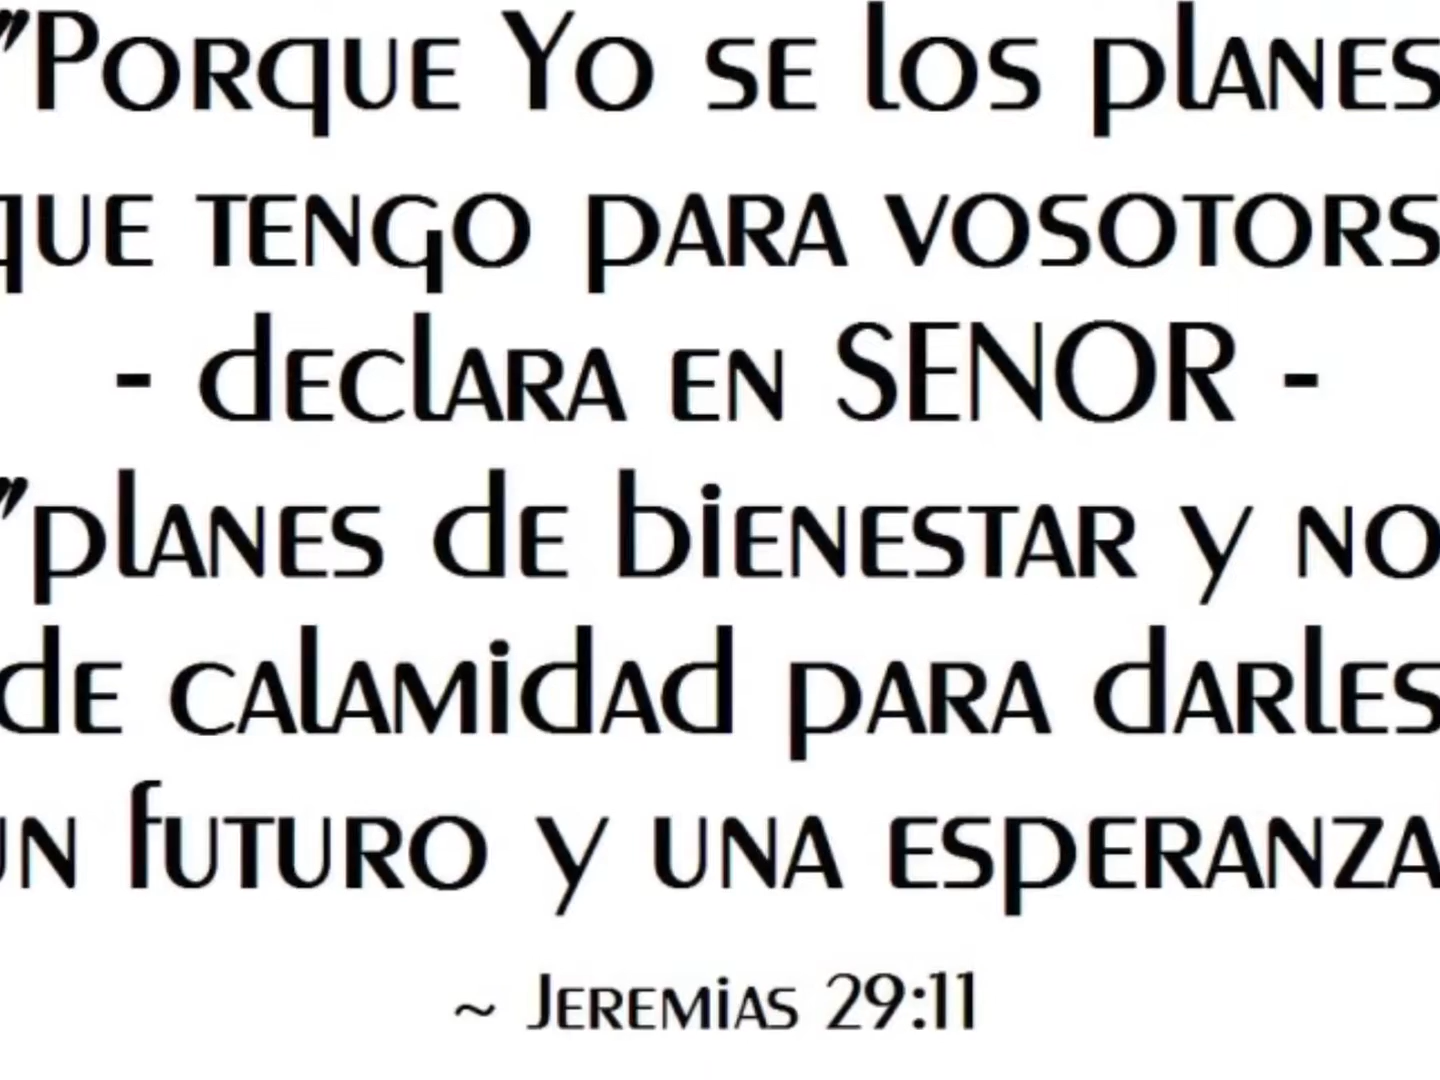 "Porque Yo se los planes
que tengo para vosotors
- declara en SENOR -
"planes de bienestar y no
de calamidad para darles
un futuro y una esperanza
~ Jeremias 29:11